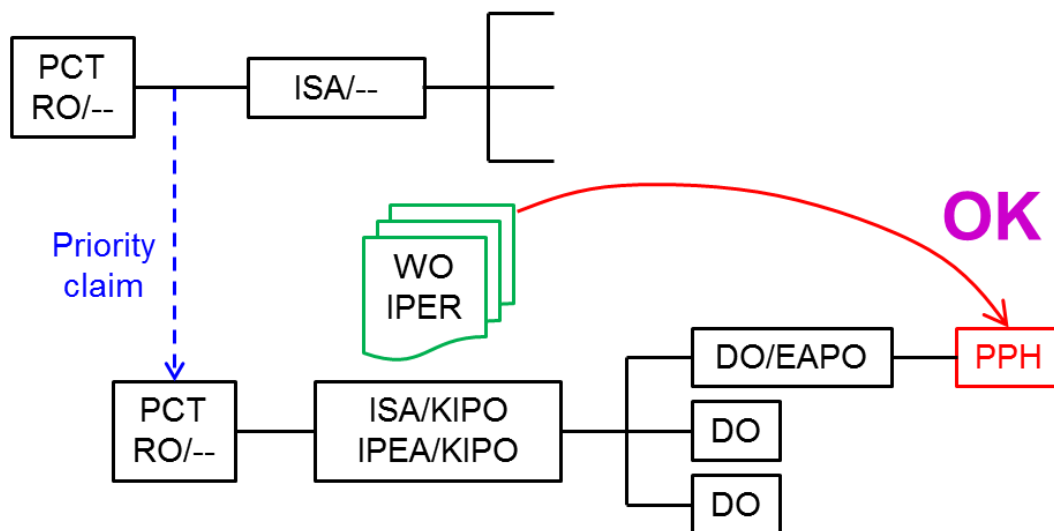 PCT
RO/--
ISA/--
OK
Priority
claim
WO
IPER
DO/EAPO
PPH
PCT
RO/--
ISA/KIPO
IPEA/KIPO
DO
DO